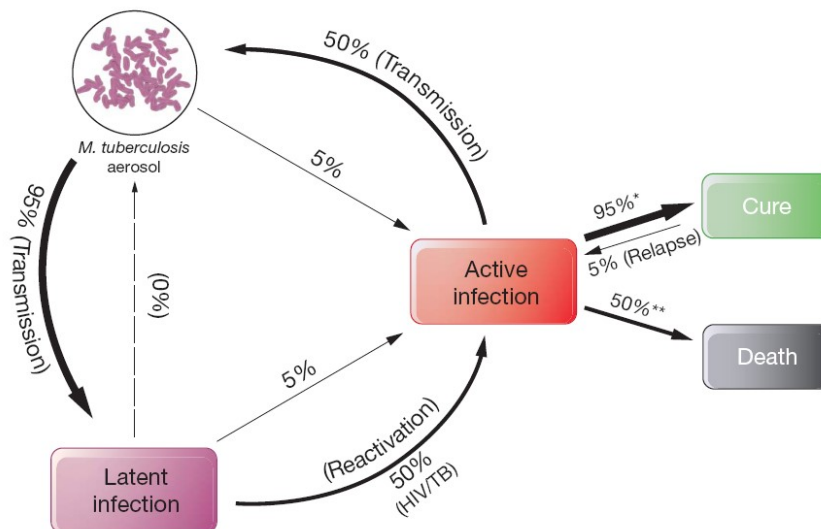 50% (Transmission)
M. tuberculosis
aerosol
5%
95% (Transmission)
(0%)
95%*
Cure
5% (Relapse)
Active
infection
50%**
Death
5%
(Reactivation)
50%
(HIV/TB)
Latent
infection